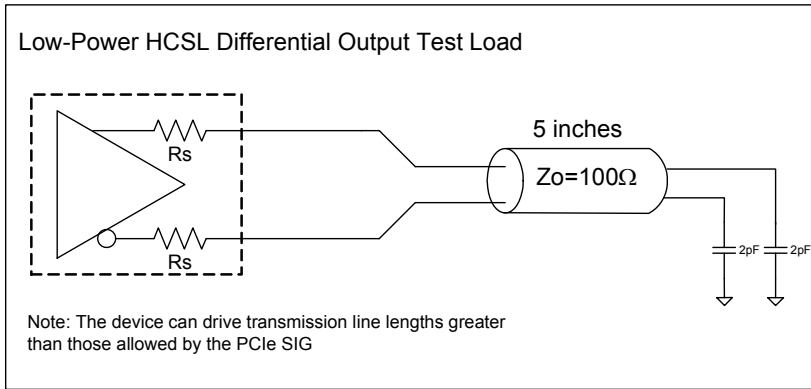 Low-Power HCSL Differential Output Test Load
Rs
5 inches
Zo=100Ω
2pF
2pF
Rs
Note: The device can drive transmission line lengths greater
than those allowed by the PCIe SIG